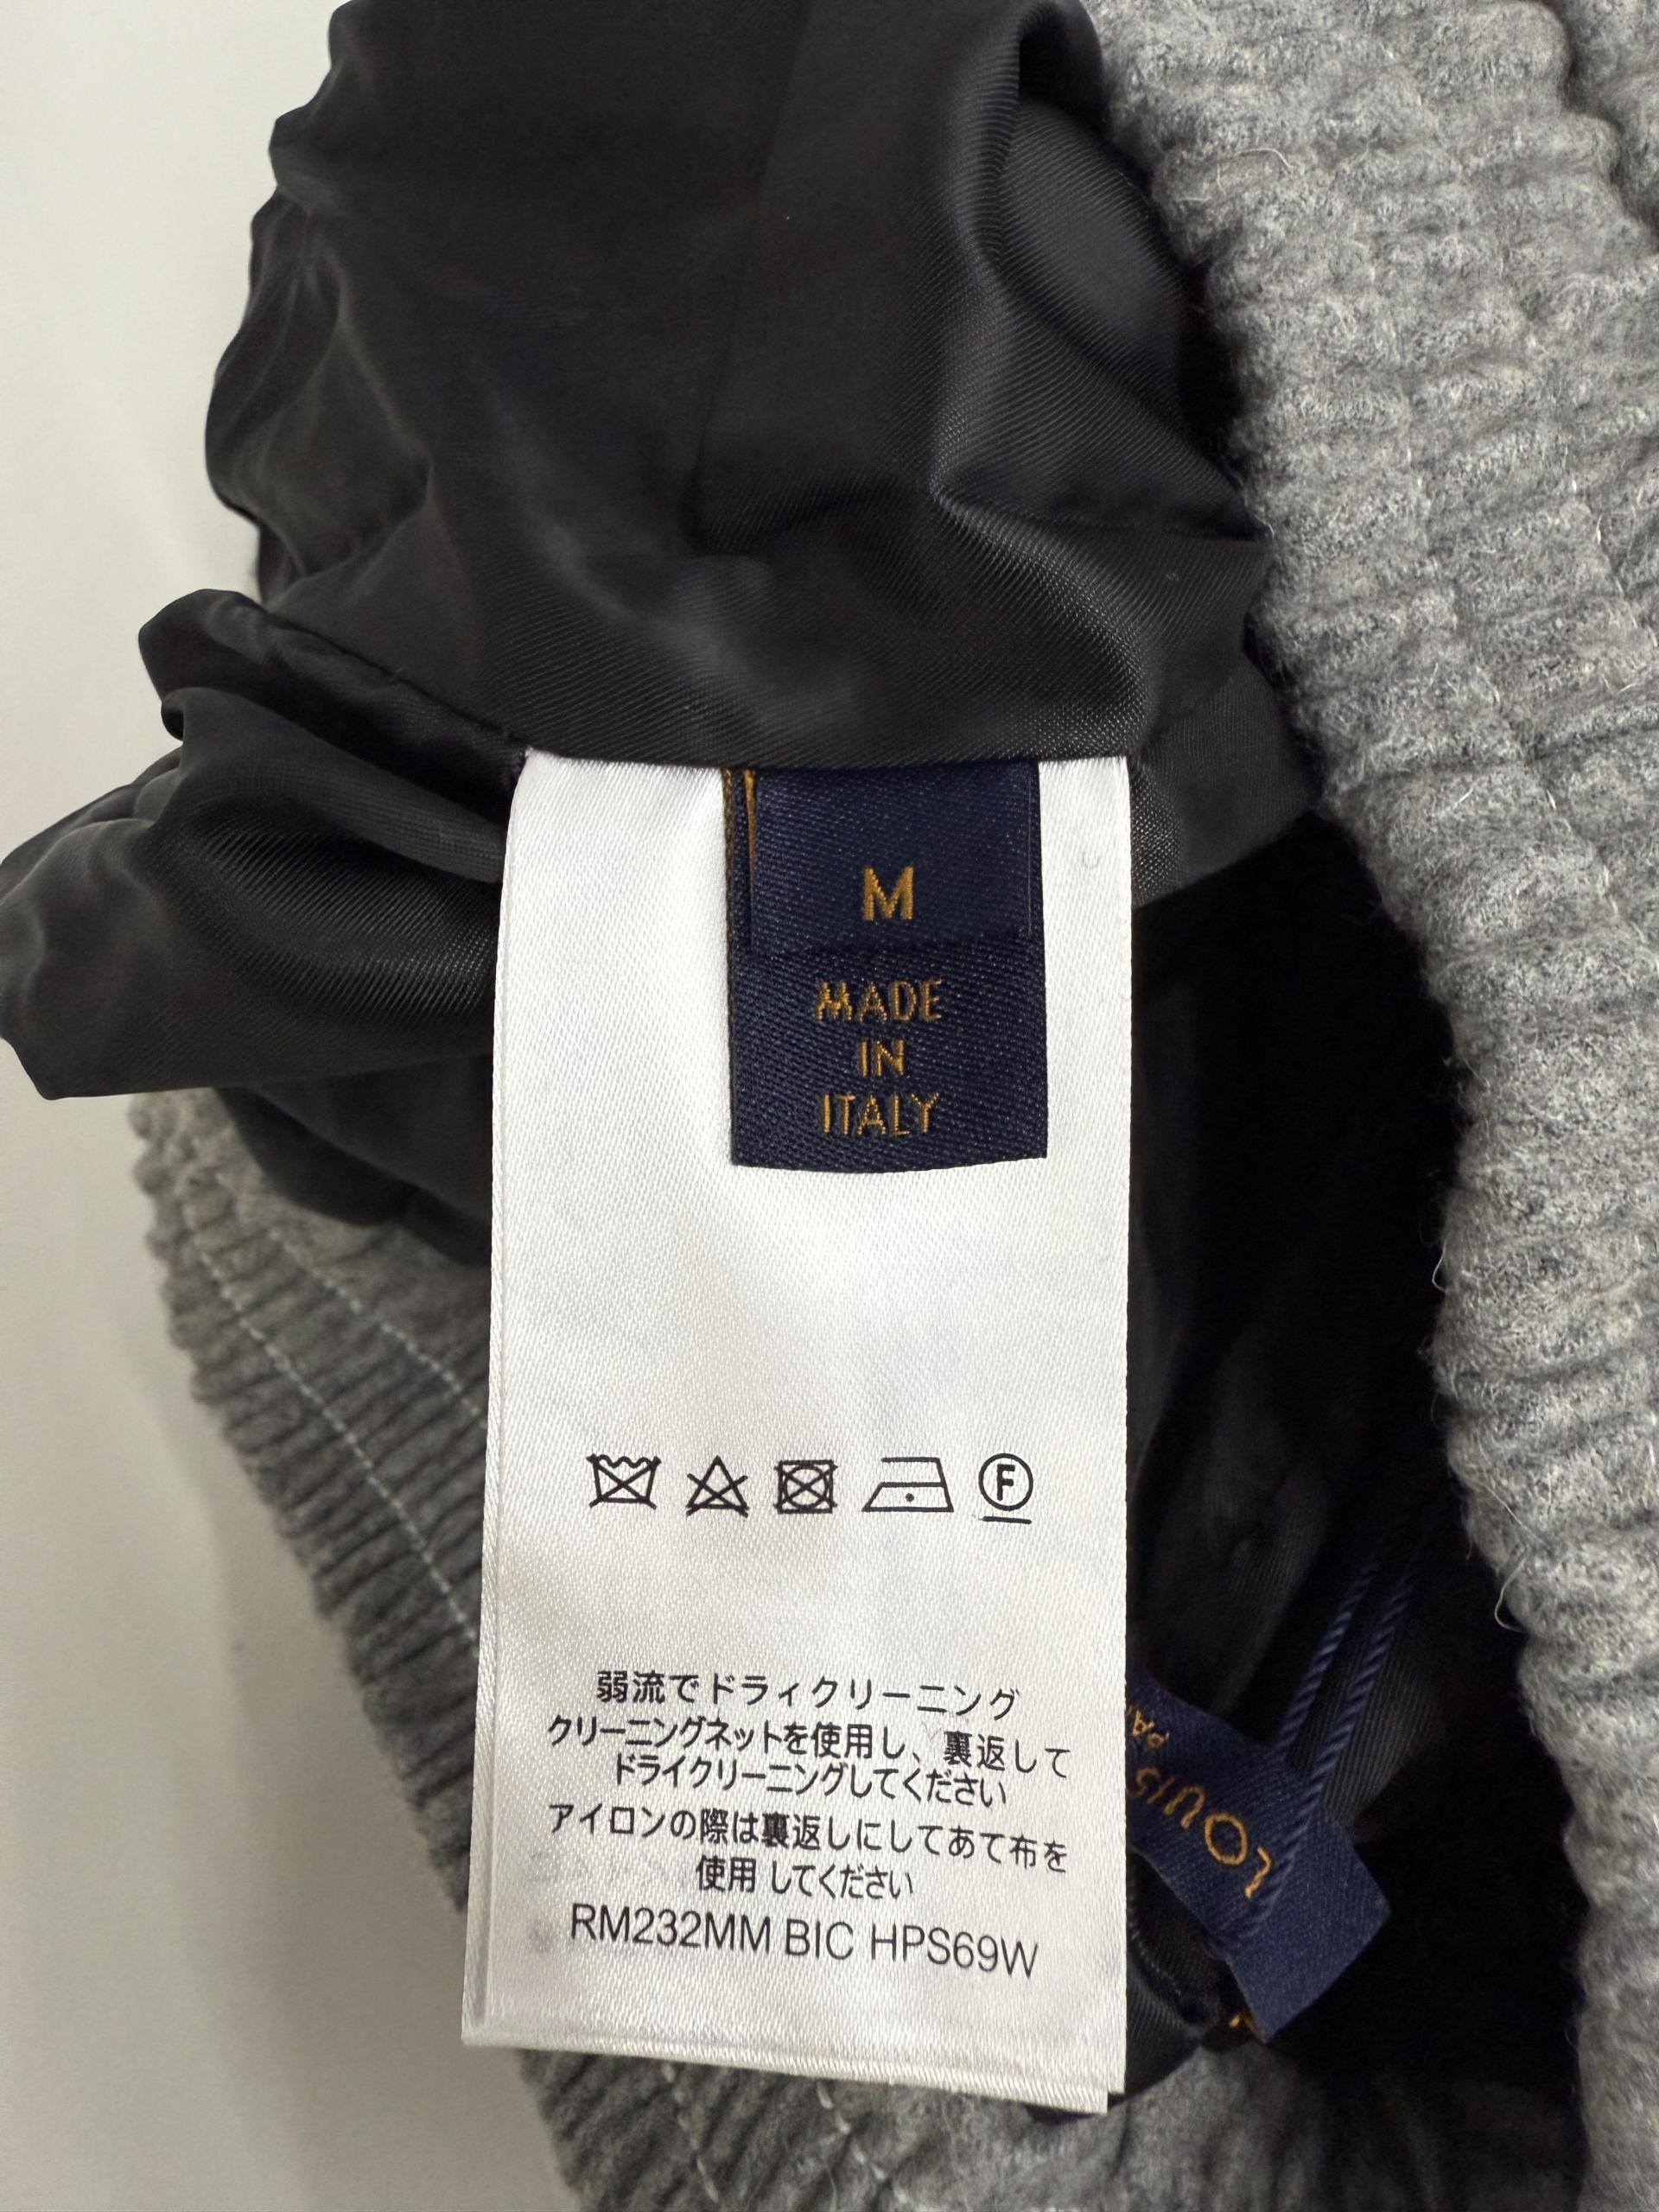 M
MADE
IN
ITALY
F
弱流でドライクリーニング
クリーニングネットを使用し、裏返して
ドライクリーニングしてください
アイロンの際は裏返しにしてあて布を
使用 してください
RM232MM BIC HPS69W
LOUIS